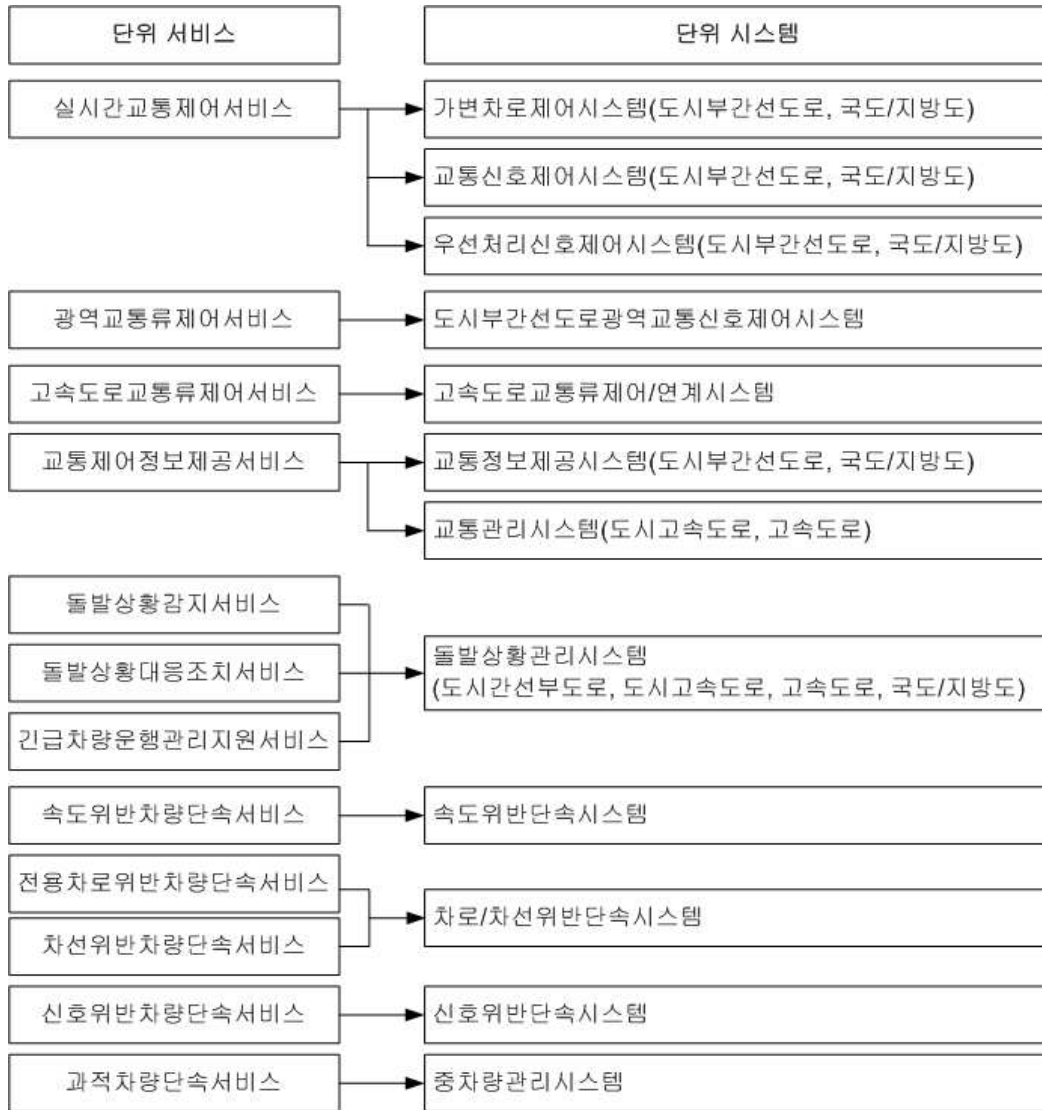 단위 서비스
단위 시스템
실시간교통제어서비스
가변차로제어시스템(도시부간선도로, 국도/지방도)
교통신호제어시스템(도시부간선도로, 국도/지방도)
우선처리신호제어시스템(도시부간선도로, 국도/지방도)
광역교통류제어서비스
도시부간선도로광역교통신호제어시스템
고속도로교통류제어서비스
고속도로교통류제어/연계시스템
교통제어정보제공서비스
교통정보제공시스템(도시부간선도로, 국도/지방도)
교통관리시스템(도시고속도로, 고속도로)
돌발상황감지서비스
돌발상황대응조치서비스
긴급차량운행관리지원서비스
돌발상황관리시스템
(도시간선부도로, 도시고속도로, 고속도로, 국도/지방도)
속도위반차량단속서비스
속도위반단속시스템
전용차로위반차량단속서비스
차선위반차량단속서비스
차로/차선위반단속시스템
신호위반차량단속서비스
신호위반단속시스템
과적차량단속서비스
중차량관리시스템